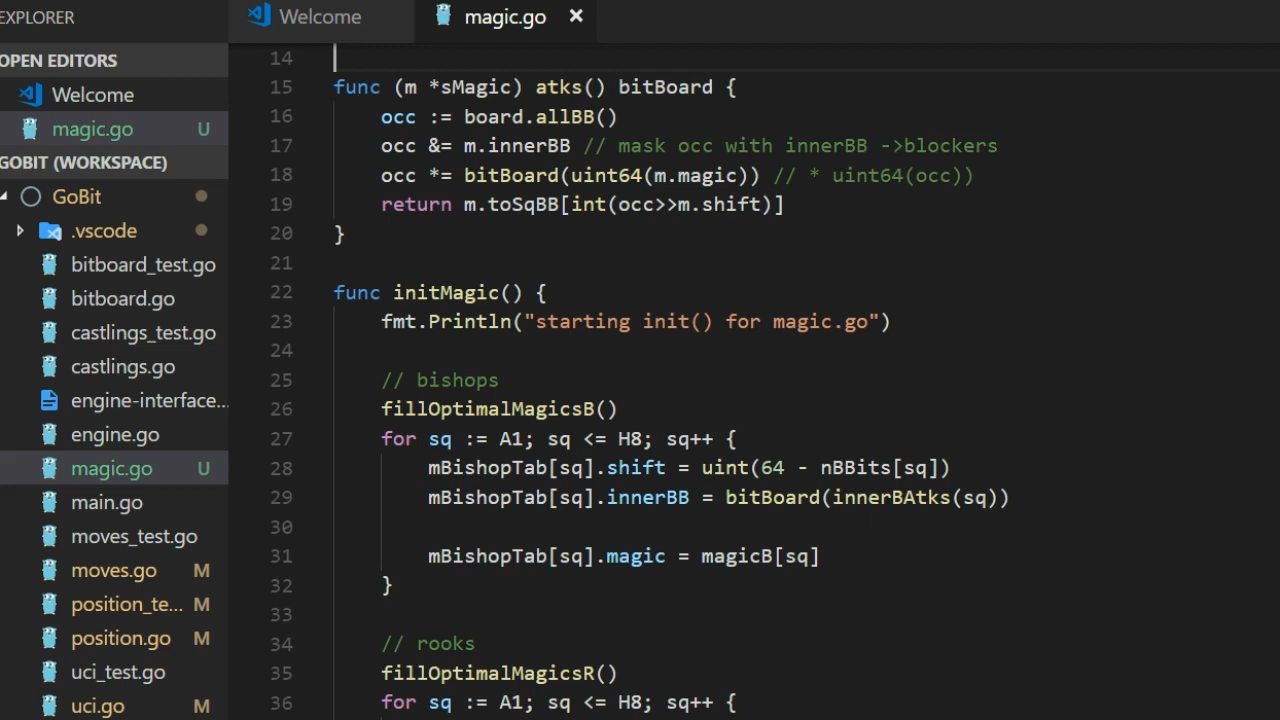 EXPLORER
OPEN EDITORS
Welcome
magic.go U
GOBIT (WORKSPACE)
GoBit
.vscode
bitboard_test.go
bitboard.go
castlings_test.go
castlings.go
engine-interface...
engine.go
magic.go U
main.go
moves_test.go
moves.go M
position_te... M
position.go M
uci_test.go
uci.go M
Welcome
magic.go ×
14
15 func (m *sMagic) atks() bitBoard {
16 occ := board.allBB()
17 occ &= m.innerBB // mask occ with innerBB ->blockers
18 occ *= bitBoard(uint64(m.magic)) // * uint64(occ))
19 return m.toSqBB[int(occ>>m.shift)]
20 }
21
22 func initMagic() {
23 fmt.Println("starting init() for magic.go")
24
25 // bishops
26 fillOptimalMagicsB()
27 for sq := A1; sq <= H8; sq++ {
28 mBishopTab[sq].shift = uint(64 - nBBits[sq])
29 mBishopTab[sq].innerBB = bitBoard(innerBAtks(sq))
30
31 mBishopTab[sq].magic = magicB[sq]
32 }
33
34 // rooks
35 fillOptimalMagicsR()
36 for sq := A1; sq <= H8; sq++ {